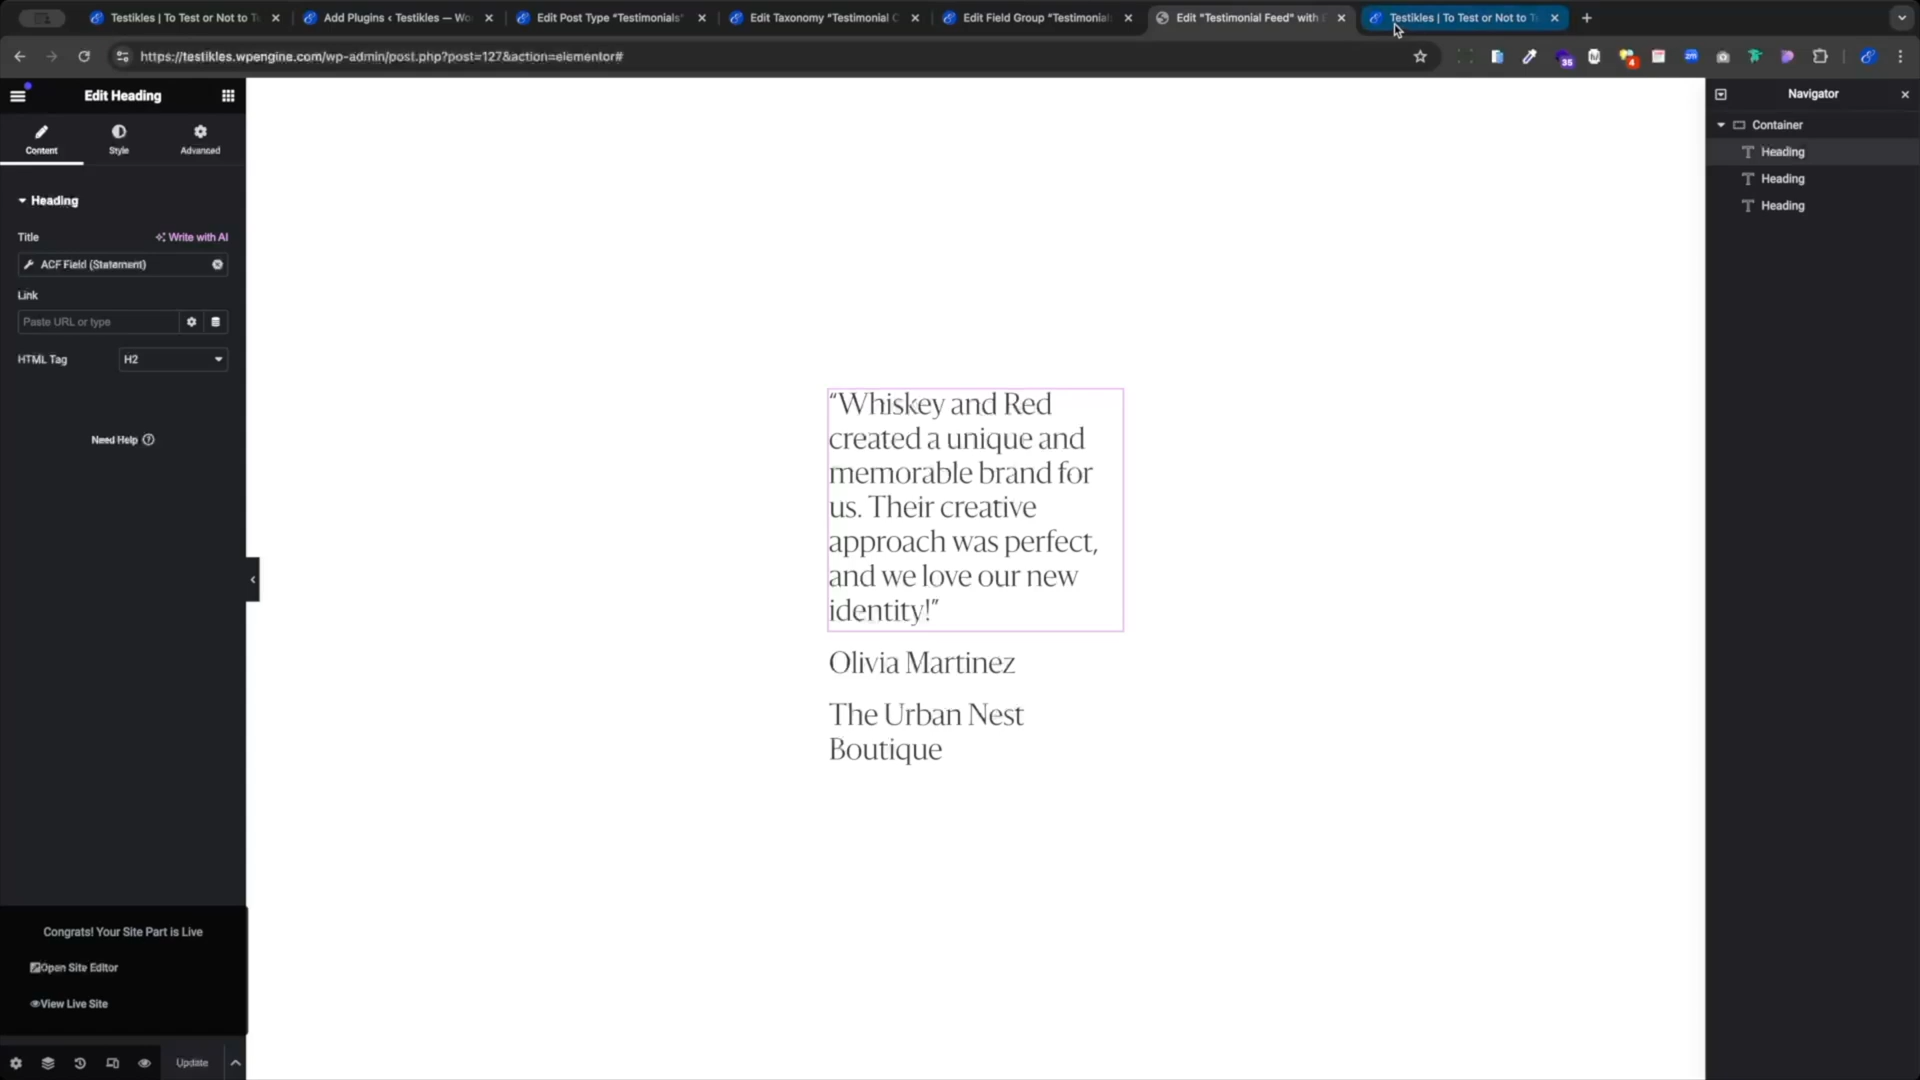 Testikles | To Test or Not to T
Add Plugins ‹ Testikles — Wo
Edit Post Type "Testimonials"
Edit Taxonomy "Testimonial C
Edit Field Group "Testimonial
Edit "Testimonial Feed" with E
Testikles | To Test or Not to T
https://testikles.wpengine.com/wp-admin/post.php?post=127&action=elementor#
35
4
Edit Heading
Navigator
Content
Style
Advanced
Container
Heading
Heading
Heading
Heading
Title
Write with AI
ACF Field (Statement)
Link
Paste URL or type
HTML Tag
H2
Need Help
“Whiskey and Red
created a unique and
memorable brand for
us. Their creative
approach was perfect,
and we love our new
identity!”
Olivia Martinez
The Urban Nest
Boutique
Congrats! Your Site Part is Live
Open Site Editor
View Live Site
Update